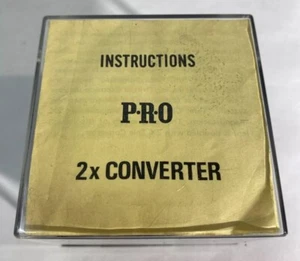 INSTRUCTIONS
P·R·O
2x CONVERTER